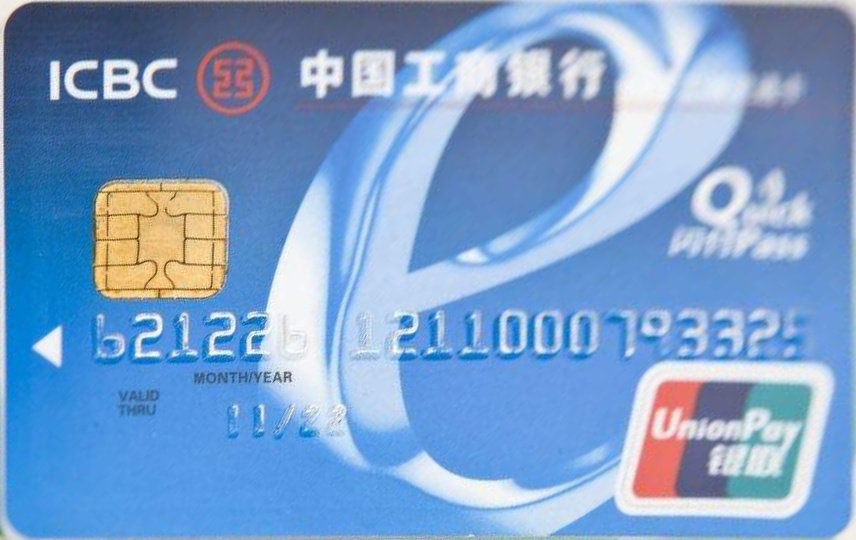 ICBC 中国工商银行
Quick
Pass
621226 1211000793325
MONTH/YEAR
VALID
THRU
11/22
UnionPay
银联